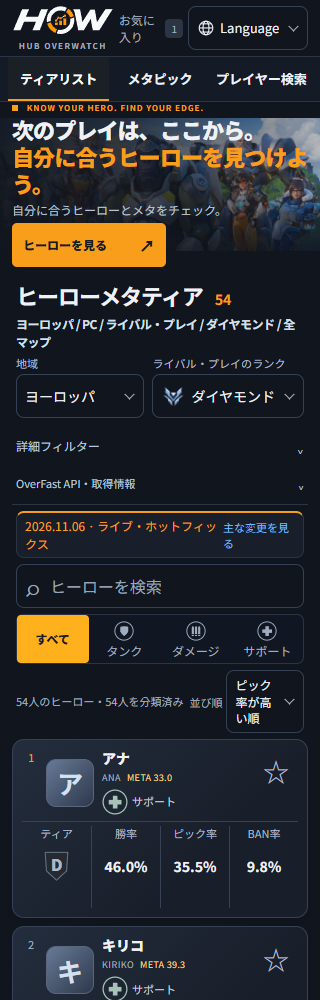 HOW
HUB OVERWATCH
お気に
入り
1
Language
ティアリスト
メタピック
プレイヤー検索
KNOW YOUR HERO. FIND YOUR EDGE.
次のプレイは、ここから。
自分に合うヒーローを見つけよ
う。
自分に合うヒーローとメタをチェック。
ヒーローを見る ↗
ヒーローメタティア 54
ヨーロッパ / PC / ライバル・プレイ / ダイヤモンド / 全
マップ
地域
ライバル・プレイのランク
ヨーロッパ
ダイヤモンド
詳細フィルター
OverFast API・取得情報
2026.11.06 · ライブ・ホットフィッ
クス
主な変更を見
る
ヒーローを検索
すべて
タンク
ダメージ
サポート
54人のヒーロー・54人を分類済み
並び順
ピック
率が高
い順
1
ア
アナ
ANA META 33.0
サポート
ティア
勝率
ピック率
BAN率
D
46.0%
35.5%
9.8%
2
キ
キリコ
KIRIKO META 39.3
サポート